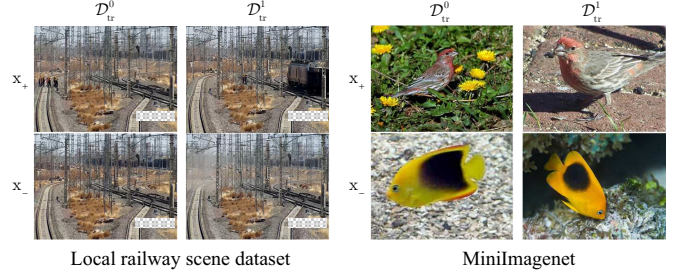 𝒟⁰ₜᵣ 𝒟¹ₜᵣ 𝒟⁰ₜᵣ 𝒟¹ₜᵣ
x₊ x₊
x₋ x₋
Local railway scene dataset MiniImagenet